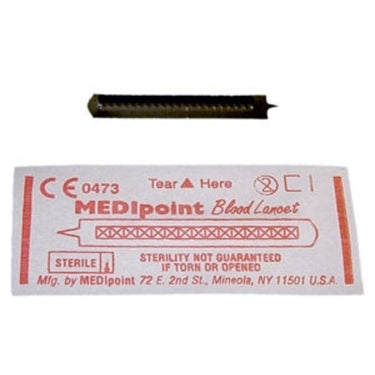 CE 0473 Tear ▲ Here
MEDIpoint Blood Lancet
STERILE
STERILITY NOT GUARANTEED
IF TORN OR OPENED
Mfg. by MEDIpoint 72 E. 2nd St., Mineola, NY 11501 U.S.A.